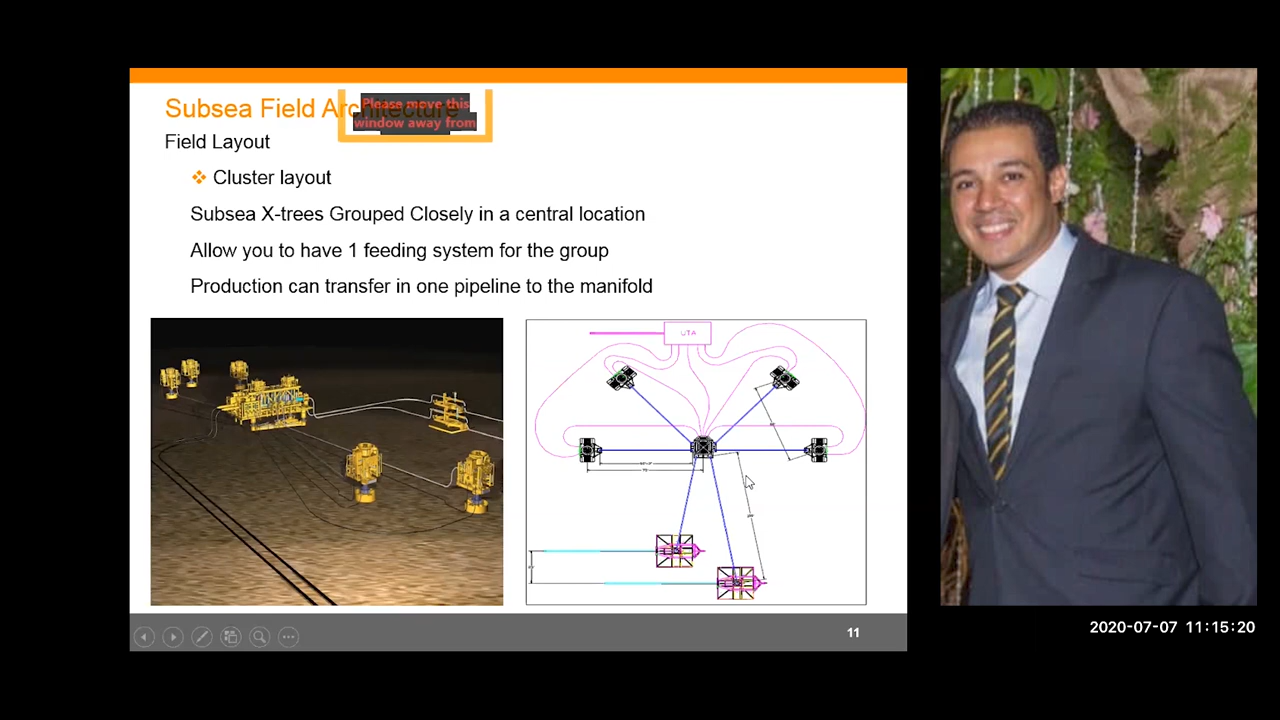 Subsea Field Architecture
Please move this
window away from
Field Layout
❖ Cluster layout
Subsea X-trees Grouped Closely in a central location
Allow you to have 1 feeding system for the group
Production can transfer in one pipeline to the manifold
UTA
11
2020-07-07 11:15:20